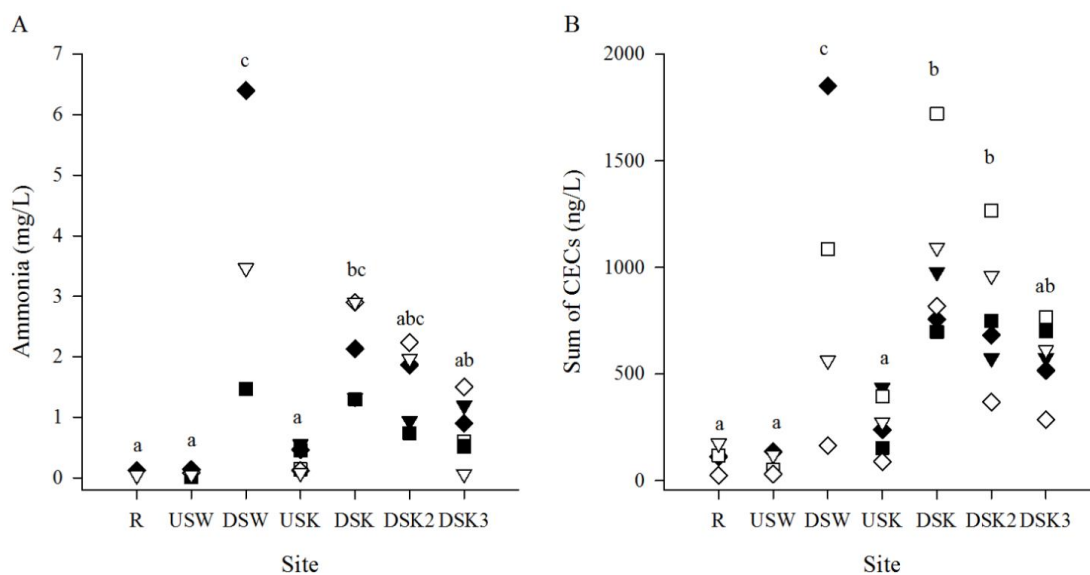 A
Ammonia (mg/L)
7
6
5
4
3
2
1
0
c
bc
abc
ab
a
a
a
R USW DSW USK DSK DSK2 DSK3
Site
B
Sum of CECs (ng/L)
2000
1500
1000
500
0
c
b
b
ab
a
a
a
R USW DSW USK DSK DSK2 DSK3
Site